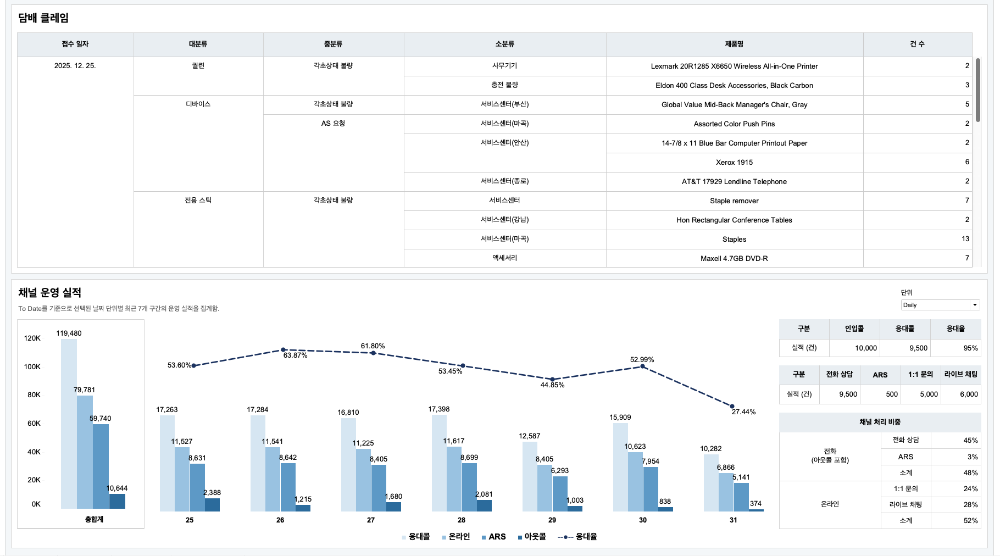 담배 클레임
접수 일자 대분류 중분류 소분류 제품명 건 수
2025. 12. 25. 궐련 각초상태 불량 사무기기 Lexmark 20R1285 X6650 Wireless All-in-One Printer 2
충전 불량 Eldon 400 Class Desk Accessories, Black Carbon 3
디바이스 각초상태 불량 서비스센터(부산) Global Value Mid-Back Manager's Chair, Gray 5
AS 요청 서비스센터(마곡) Assorted Color Push Pins 2
서비스센터(안산) 14-7/8 x 11 Blue Bar Computer Printout Paper 2
Xerox 1915 6
서비스센터(종로) AT&T 17929 Lendline Telephone 2
전용 스틱 각초상태 불량 서비스센터 Staple remover 7
서비스센터(강남) Hon Rectangular Conference Tables 2
서비스센터(마곡) Staples 13
액세서리 Maxell 4.7GB DVD-R 7
채널 운영 실적
To Date를 기준으로 선택된 날짜 단위별 최근 7개 구간의 운영 실적을 집계함.
단위
Daily
120K
100K
80K
60K
40K
20K
0K
119,480
79,781
59,740
10,644
총합계
53.60% 63.87% 61.80% 53.45% 44.85% 52.99% 27.44%
17,263 11,527 8,631 2,388
25
17,284 11,541 8,642 1,215
26
16,810 11,225 8,405 1,680
27
17,398 11,617 8,699 2,081
28
12,587 8,405 6,293 1,003
29
15,909 10,623 7,954 838
30
10,282 6,866 5,141 374
31
응대콜 온라인 ARS 아웃콜 응대율
구분 인입콜 응대콜 응대율
실적 (건) 10,000 9,500 95%
구분 전화 상담 ARS 1:1 문의 라이브 채팅
실적 (건) 9,500 500 5,000 6,000
채널 처리 비중
전화
(아웃콜 포함)
전화 상담 45%
ARS 3%
소계 48%
온라인
1:1 문의 24%
라이브 채팅 28%
소계 52%